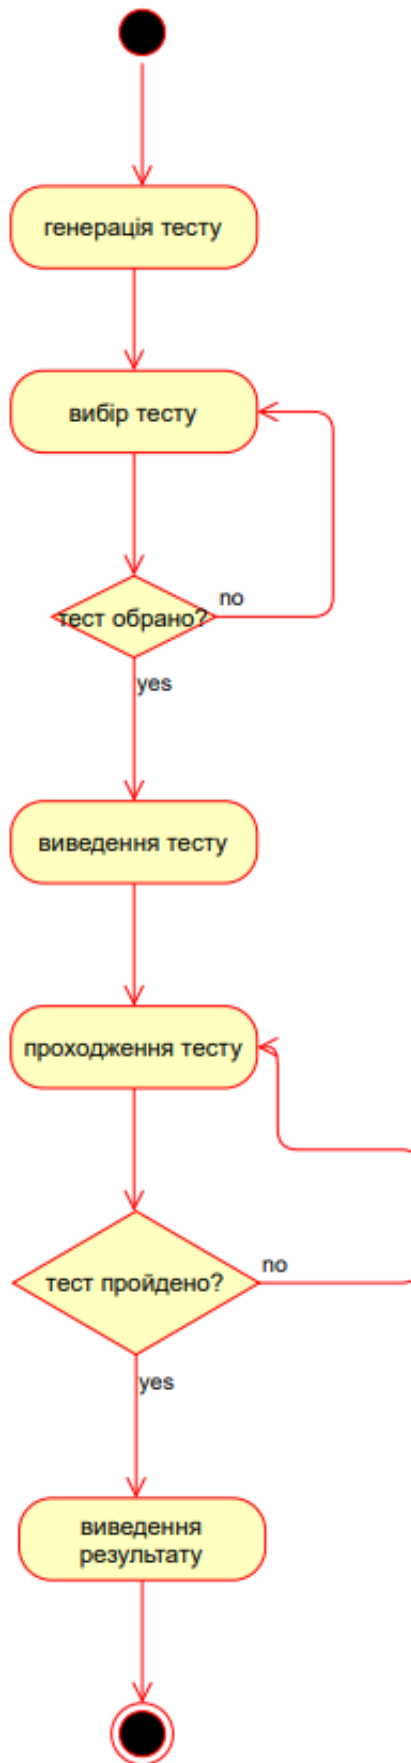 генерація тесту
вибір тесту
тест обрано?
no
yes
виведення тесту
проходження тесту
тест пройдено?
no
yes
виведення
результату